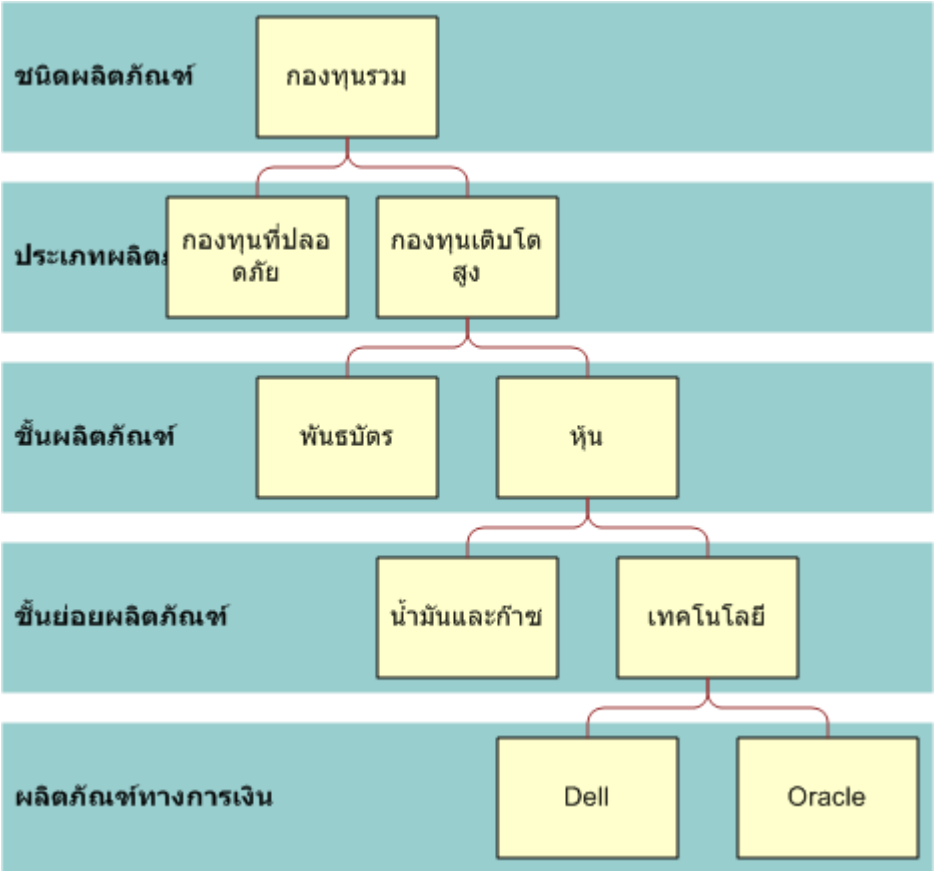 ชนิดผลิตภัณฑ์
กองทุนรวม
ประเภทผลิต
กองทุนที่ปลอ
ดภัย
กองทุนเติบโต
สูง
ชั้นผลิตภัณฑ์
พันธบัตร
หุ้น
ชั้นย่อยผลิตภัณฑ์
น้ำมันและก๊าซ
เทคโนโลยี
ผลิตภัณฑ์ทางการเงิน
Dell
Oracle